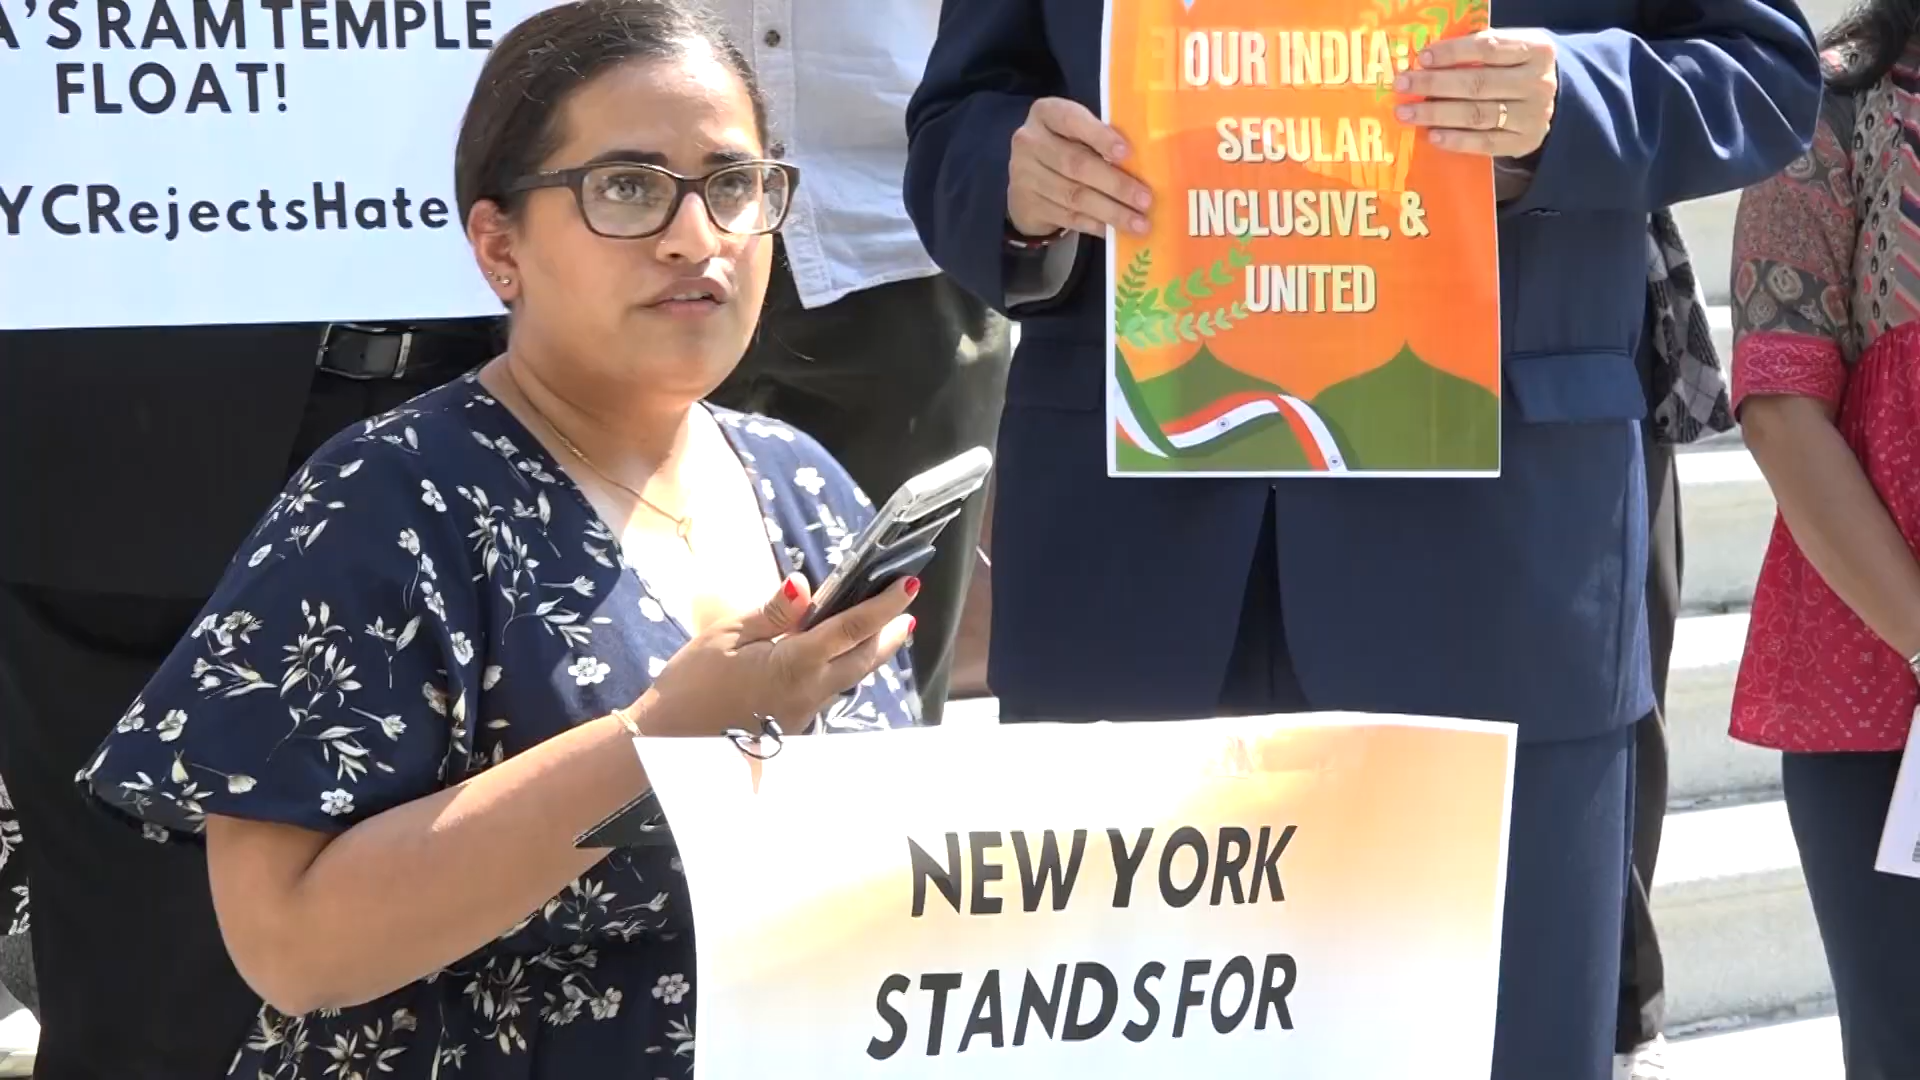 A'S RAM TEMPLE
FLOAT!
YCRejectsHate
OUR INDIA:
SECULAR,
INCLUSIVE, &
UNITED
NEW YORK
STANDS FOR